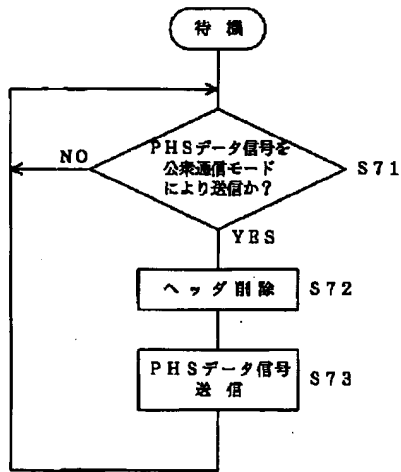 待 機
PHSデータ信号を
公衆通信モード
により送信か?
S71
NO
YES
ヘッダ削除
S72
PHSデータ信号
送 信
S73